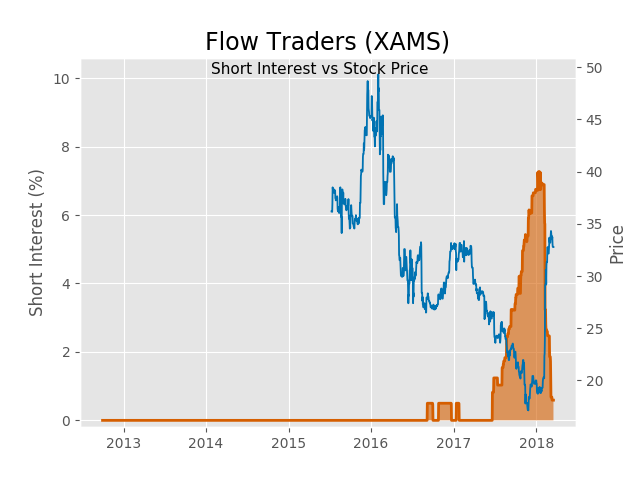 Flow Traders (XAMS)
Short Interest vs Stock Price
10
8
6
4
2
0
Short Interest (%)
50
45
40
35
30
25
20
Price
2013 2014 2015 2016 2017 2018